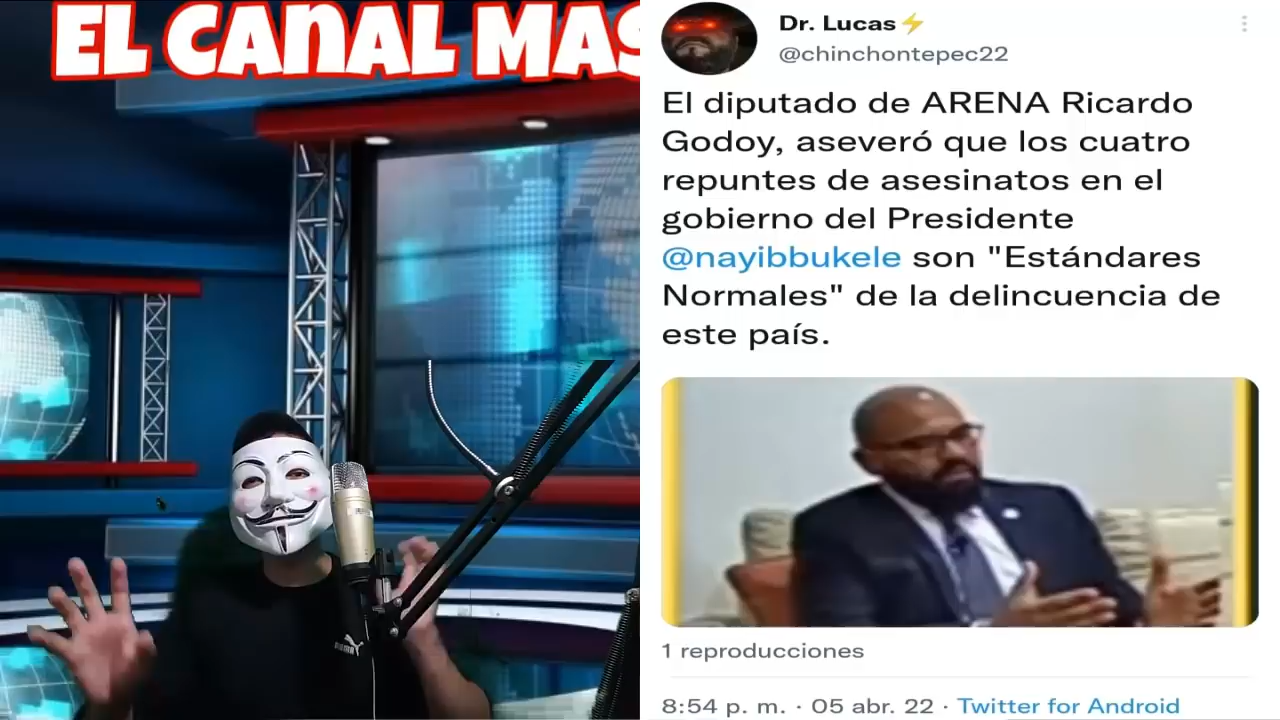 EL CANAL MAS
PUMA
Dr. Lucas⚡
@chinchontepec22
El diputado de ARENA Ricardo
Godoy, aseveró que los cuatro
repuntes de asesinatos en el
gobierno del Presidente
@nayibbukele son "Estándares
Normales" de la delincuencia de
este país.
1 reproducciones
8:54 p. m. · 05 abr. 22 · Twitter for Android